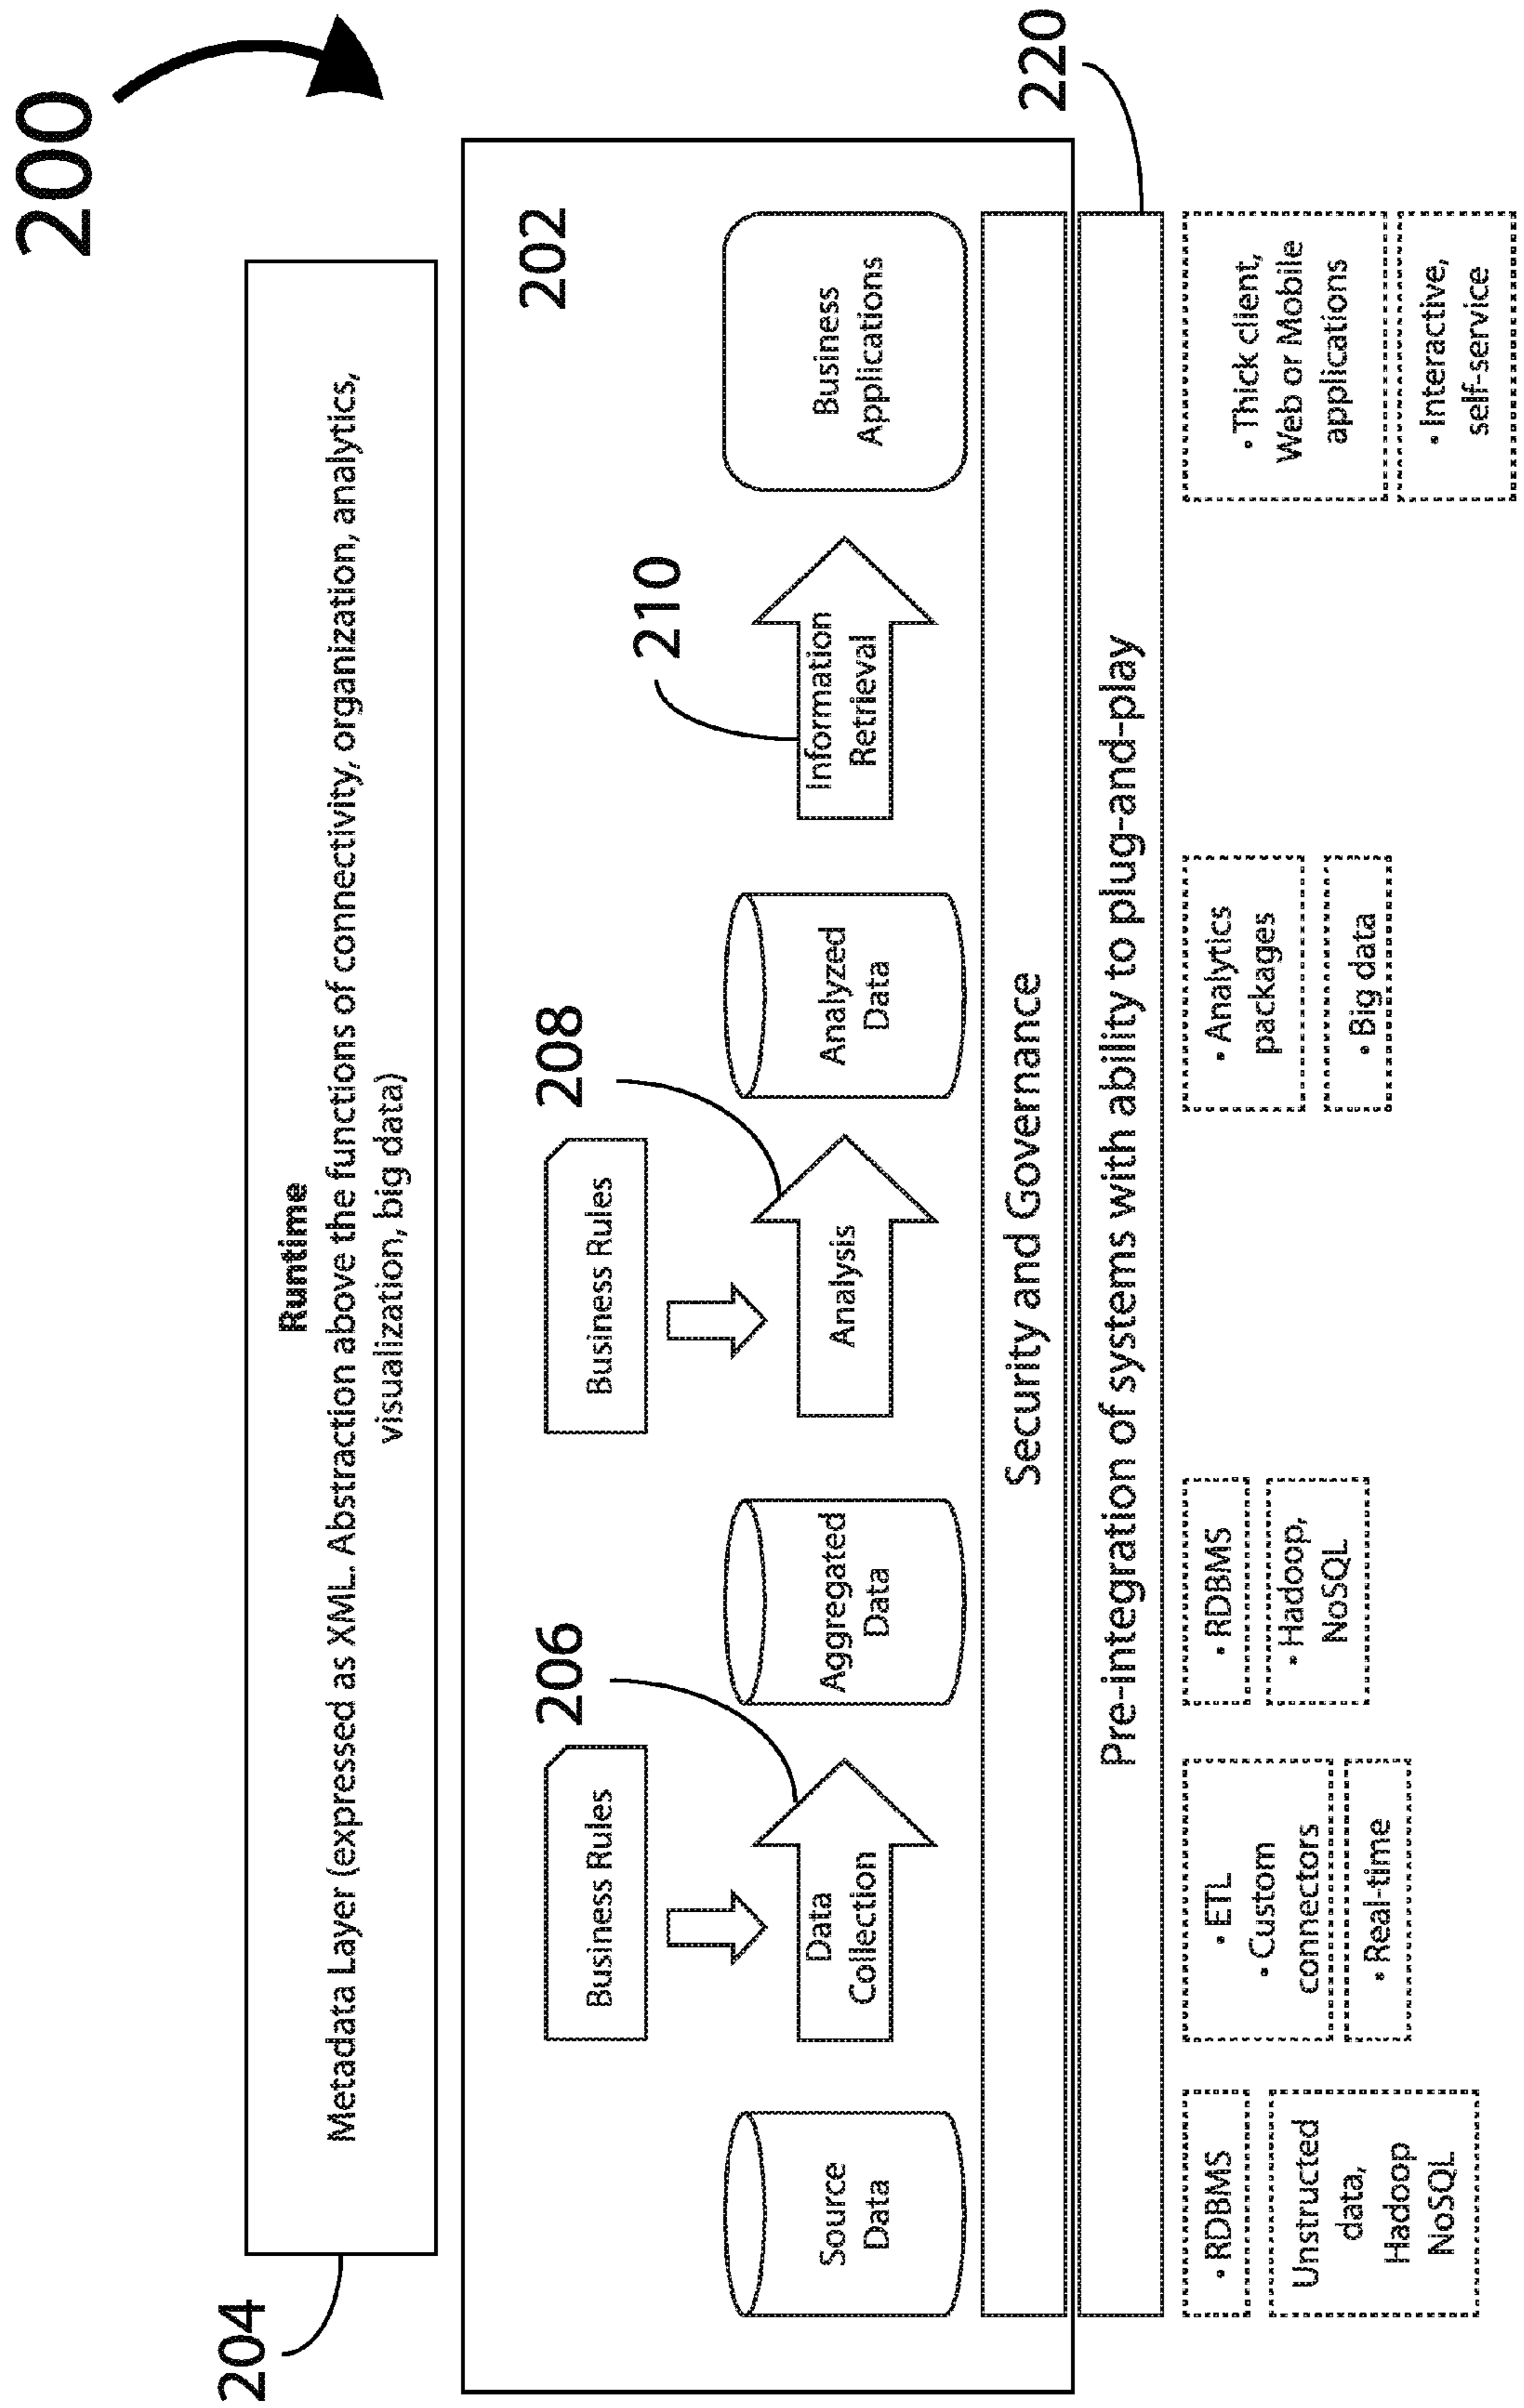 200
204
Runtime
Metadata Layer (expressed as XML. Abstraction above the functions of connectivity, organization, analytics,
visualization, big data)
202
Business Rules
206
Business Rules
208
210
Source
Data
Data
Collection
Aggregated
Data
Analysis
Analyzed
Data
Information
Retrieval
Business
Applications
Security and Governance
220
Pre-integration of systems with ability to plug-and-play
• RDBMS
Unstructed
data,
Hadoop
NoSQL
• ETL
• Custom
connectors
• Real-time
• RDBMS
• Hadoop,
NoSQL
• Analytics
packages
• Big data
• Thick client,
Web or Mobile
applications
• Interactive,
self-service